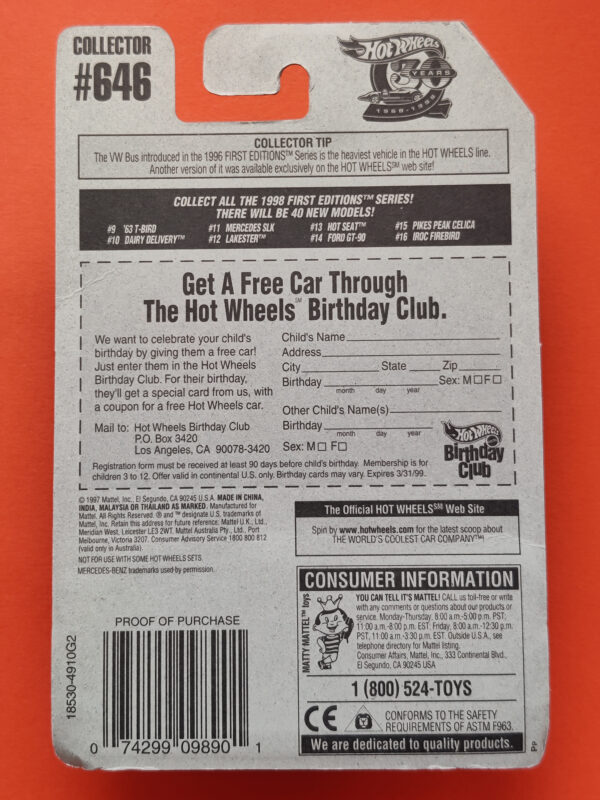 COLLECTOR
#646
Hot Wheels
30 YEARS
1968-1998
COLLECTOR TIP
The VW Bus introduced in the 1996 FIRST EDITIONS™ Series is the heaviest vehicle in the HOT WHEELS line.
Another version of it was available exclusively on the HOT WHEELS℠ web site!
COLLECT ALL THE 1998 FIRST EDITIONS™ SERIES!
THERE WILL BE 40 NEW MODELS!
#9 '63 T-BIRD #11 MERCEDES SLK #13 HOT SEAT™ #15 PIKES PEAK CELICA
#10 DAIRY DELIVERY™ #12 LAKESTER™ #14 FORD GT-90 #16 IROC FIREBIRD
Get A Free Car Through
The Hot Wheels℠ Birthday Club.
We want to celebrate your child's
birthday by giving them a free car!
Just enter them in the Hot Wheels
Birthday Club. For their birthday,
they'll get a special card from us, with
a coupon for a free Hot Wheels car.
Mail to: Hot Wheels Birthday Club
P.O. Box 3420
Los Angeles, CA 90078-3420
Child's Name
Address
City State Zip
Birthday Sex: M□ F□
month day year
Other Child's Name(s)
Birthday
month day year
Sex: M□ F□
Hot Wheels
Birthday
Club
Registration form must be received at least 90 days before child's birthday. Membership is for
children 3 to 12. Offer valid in continental U.S. only. Birthday cards may vary. Expires 3/31/99.
© 1997 Mattel, Inc., El Segundo, CA 90245 U.S.A. MADE IN CHINA,
INDIA, MALAYSIA OR THAILAND AS MARKED. Manufactured for
Mattel. All Rights Reserved. ® and ™ designate U.S. trademarks of
Mattel, Inc. Retain this address for future reference: Mattel U.K., Ltd.,
Meridian West, Leicester LE3 2WT. Mattel Australia Pty., Ltd., Port
Melbourne, Victoria 3207. Consumer Advisory Service 1800 800 812
(valid only in Australia).
NOT FOR USE WITH SOME HOT WHEELS SETS.
MERCEDES-BENZ trademarks used by permission.
The Official HOT WHEELS℠ Web Site
Spin by www.hotwheels.com for the latest scoop about
THE WORLD'S COOLEST CAR COMPANY™!
CONSUMER INFORMATION
MATTY MATTEL™ toys
YOU CAN TELL IT'S MATTEL! CALL us toll-free or write
with any comments or questions about our products or
service. Monday-Thursday, 8:00 a.m.-5:00 p.m. PST;
11:00 a.m.-8:00 p.m. EST; Friday, 8:00 a.m.-12:30 p.m.
PST; 11:00 a.m.-3:30 p.m. EST. Outside U.S.A., see
telephone directory for Mattel listing.
Consumer Affairs, Mattel, Inc., 333 Continental Blvd.,
El Segundo, CA 90245 USA
1 (800) 524-TOYS
CE CONFORMS TO THE SAFETY
REQUIREMENTS OF ASTM F963.
We are dedicated to quality products.
PP
PROOF OF PURCHASE
18530-4910G2
0 74299 09890 1